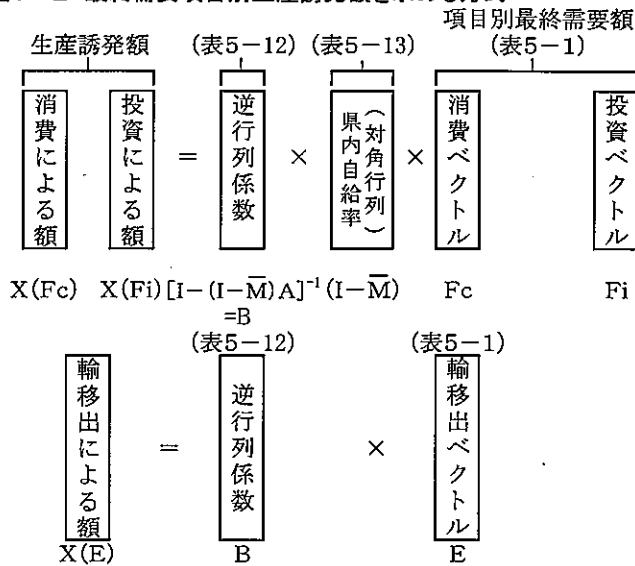 項目別最終需要額
生産誘発額 (表5-12) (表5-13) (表5-1)
消費による額
投資による額
=
逆行列係数
×
県内自給率
(対角行列)
×
消費ベクトル
投資ベクトル
X(Fc) X(Fi) [I-(I-M̅)A]⁻¹ (I-M̅) Fc Fi
=B
(表5-12) (表5-1)
輸移出による額
=
逆行列係数
×
輸移出ベクトル
X(E) B E